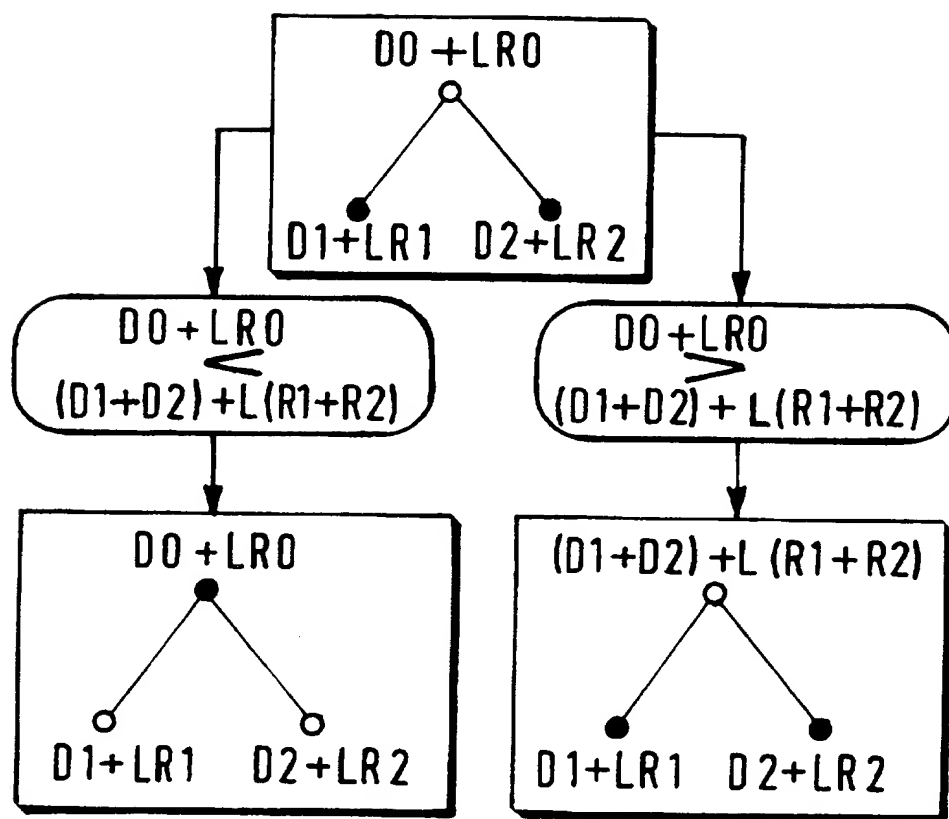 D0+LR0
D1+LR1 D2+LR2
D0+LR0
<
(D1+D2)+L(R1+R2)
D0+LR0
>
(D1+D2)+L(R1+R2)
D0+LR0
D1+LR1 D2+LR2
(D1+D2)+L(R1+R2)
D1+LR1 D2+LR2